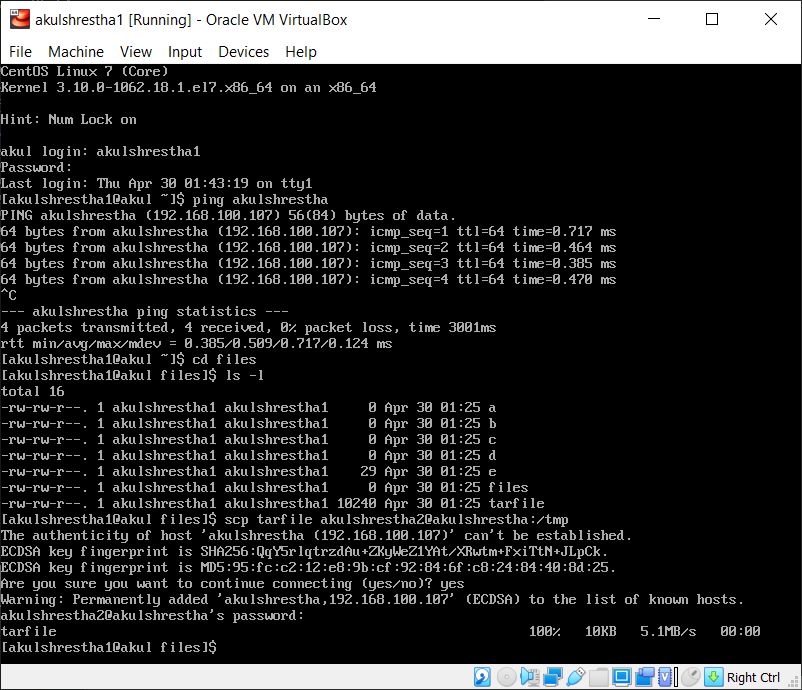 akulshrestha1 [Running] - Oracle VM VirtualBox
File Machine View Input Devices Help
CentOS Linux 7 (Core)
Kernel 3.10.0-1062.18.1.el7.x86_64 on an x86_64
Hint: Num Lock on
akul login: akulshrestha1
Password:
Last login: Thu Apr 30 01:43:19 on tty1
[akulshrestha1@akul ~]$ ping akulshrestha
PING akulshrestha (192.168.100.107) 56(84) bytes of data.
64 bytes from akulshrestha (192.168.100.107): icmp_seq=1 ttl=64 time=0.717 ms
64 bytes from akulshrestha (192.168.100.107): icmp_seq=2 ttl=64 time=0.464 ms
64 bytes from akulshrestha (192.168.100.107): icmp_seq=3 ttl=64 time=0.385 ms
64 bytes from akulshrestha (192.168.100.107): icmp_seq=4 ttl=64 time=0.470 ms
^C
--- akulshrestha ping statistics ---
4 packets transmitted, 4 received, 0% packet loss, time 3001ms
rtt min/avg/max/mdev = 0.385/0.509/0.717/0.124 ms
[akulshrestha1@akul ~]$ cd files
[akulshrestha1@akul files]$ ls -l
total 16
-rw-rw-r--. 1 akulshrestha1 akulshrestha1     0 Apr 30 01:25 a
-rw-rw-r--. 1 akulshrestha1 akulshrestha1     0 Apr 30 01:25 b
-rw-rw-r--. 1 akulshrestha1 akulshrestha1     0 Apr 30 01:25 c
-rw-rw-r--. 1 akulshrestha1 akulshrestha1     0 Apr 30 01:25 d
-rw-rw-r--. 1 akulshrestha1 akulshrestha1    29 Apr 30 01:25 e
-rw-rw-r--. 1 akulshrestha1 akulshrestha1     0 Apr 30 01:25 files
-rw-rw-r--. 1 akulshrestha1 akulshrestha1 10240 Apr 30 01:25 tarfile
[akulshrestha1@akul files]$ scp tarfile akulshrestha2@akulshrestha:/tmp
The authenticity of host 'akulshrestha (192.168.100.107)' can't be established.
ECDSA key fingerprint is SHA256:QqY5rlqtrzdAu+ZKyWeZ1YAt/XRwtm+FxiTtN+JLpCk.
ECDSA key fingerprint is MD5:95:fc:c2:12:e8:9b:cf:92:84:6f:c8:24:84:40:8d:25.
Are you sure you want to continue connecting (yes/no)? yes
Warning: Permanently added 'akulshrestha,192.168.100.107' (ECDSA) to the list of known hosts.
akulshrestha2@akulshrestha's password:
tarfile 100% 10KB 5.1MB/s 00:00
[akulshrestha1@akul files]$
Right Ctrl